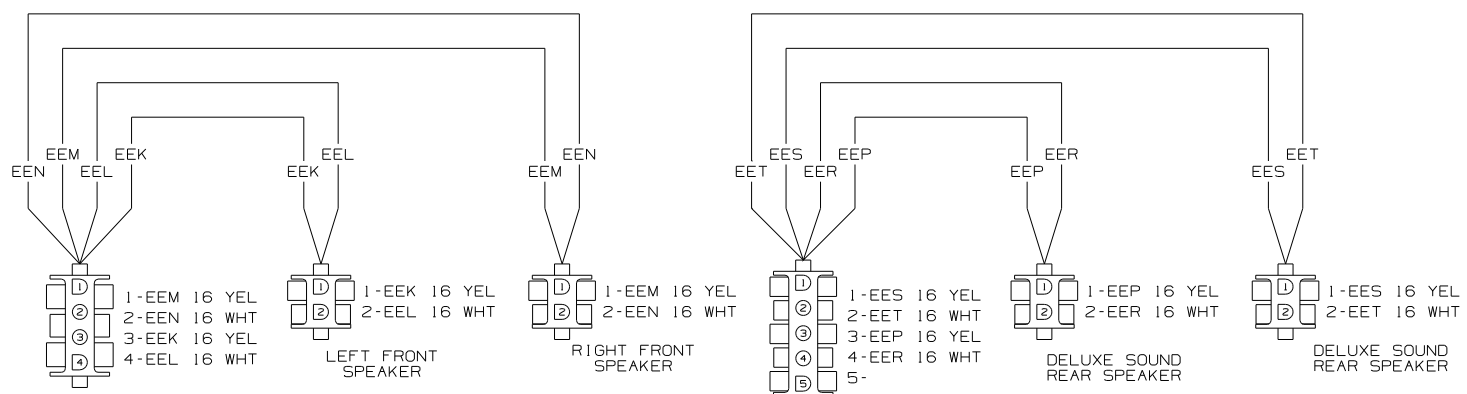 EEN
EEM
EEL
EEK
EEK
EEL
EEM
EEN
EET
EES
EER
EEP
EEP
EER
EES
EET
1
2
3
4
1-EEM 16 YEL
2-EEN 16 WHT
3-EEK 16 YEL
4-EEL 16 WHT
1
2
1-EEK 16 YEL
2-EEL 16 WHT
LEFT FRONT
SPEAKER
1
2
1-EEM 16 YEL
2-EEN 16 WHT
RIGHT FRONT
SPEAKER
1
2
3
4
5
1-EES 16 YEL
2-EET 16 WHT
3-EEP 16 YEL
4-EER 16 WHT
5-
1
2
1-EEP 16 YEL
2-EER 16 WHT
DELUXE SOUND
REAR SPEAKER
1
2
1-EES 16 YEL
2-EET 16 WHT
DELUXE SOUND
REAR SPEAKER